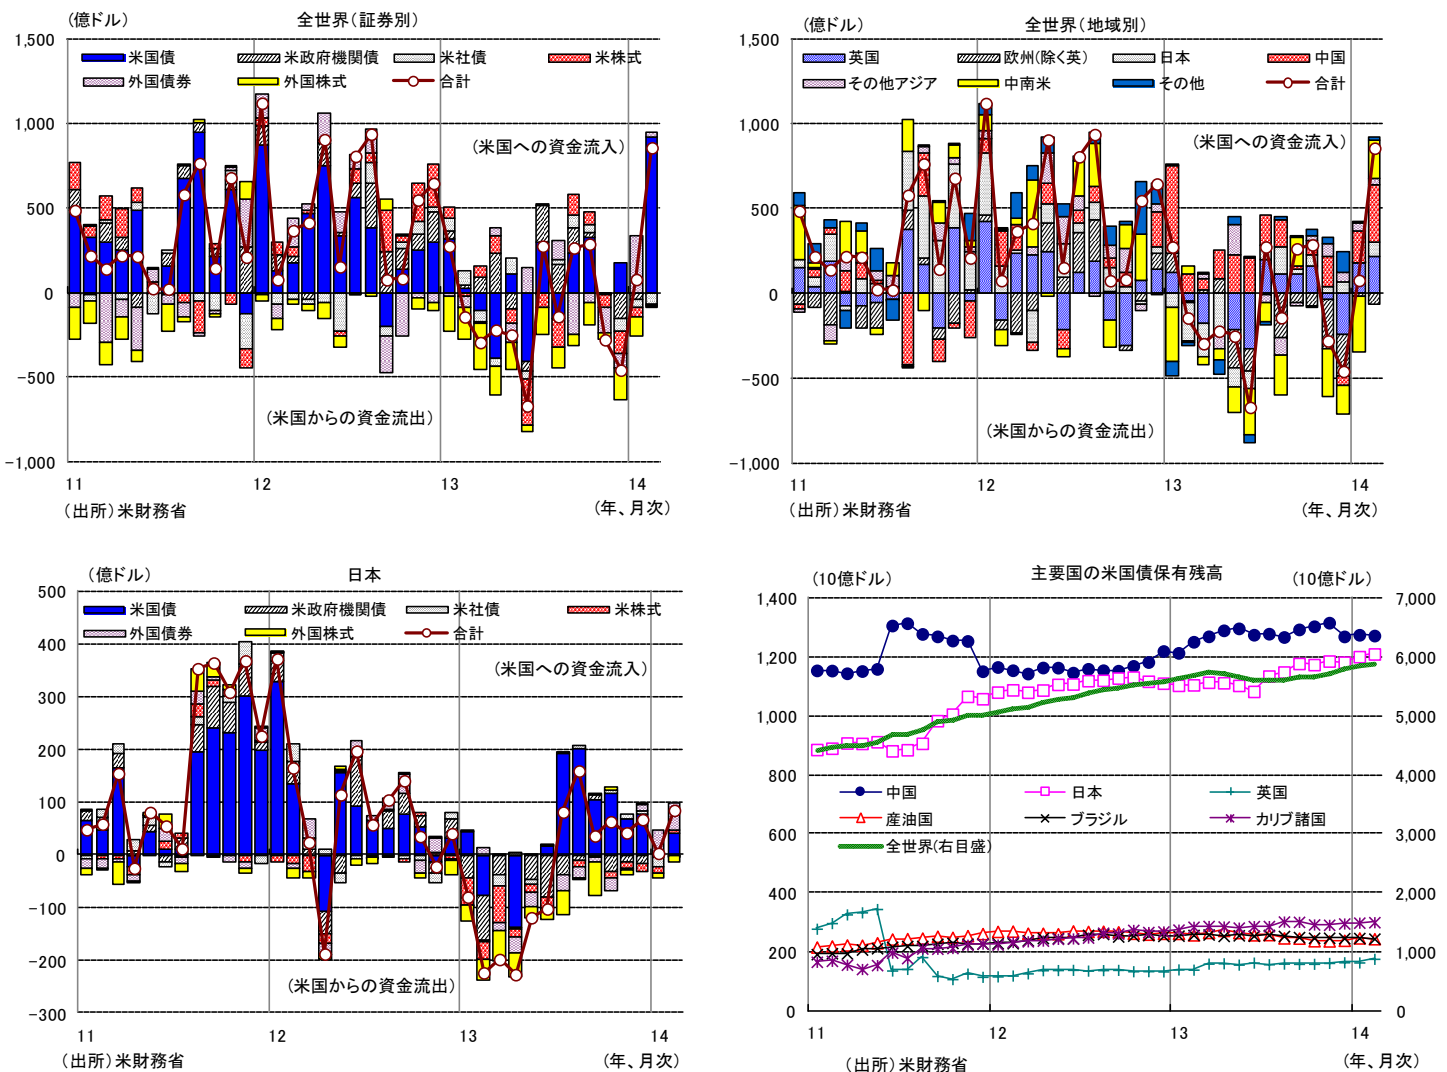 (億ドル)
全世界(証券別)
1,500
米国債
米政府機関債
米社債
米株式
外国債券
外国株式
合計
1,000
(米国への資金流入)
500
0
−500
(米国からの資金流出)
−1,000
11
12
13
14
(出所)米財務省
(年、月次)
(億ドル)
全世界(地域別)
1,500
英国
欧州(除く英)
日本
中国
その他アジア
中南米
その他
合計
1,000
(米国への資金流入)
500
0
−500
(米国からの資金流出)
−1,000
11
12
13
14
(出所)米財務省
(年、月次)
(億ドル)
日本
500
米国債
米政府機関債
米社債
米株式
外国債券
外国株式
合計
400
(米国への資金流入)
300
200
100
0
−100
−200
(米国からの資金流出)
−300
11
12
13
14
(出所)米財務省
(年、月次)
(10億ドル)
主要国の米国債保有残高
(10億ドル)
1,400
7,000
1,200
6,000
1,000
5,000
800
4,000
中国
日本
英国
産油国
ブラジル
カリブ諸国
600
3,000
全世界(右目盛)
400
2,000
200
1,000
0
0
11
12
13
14
(出所)米財務省
(年、月次)